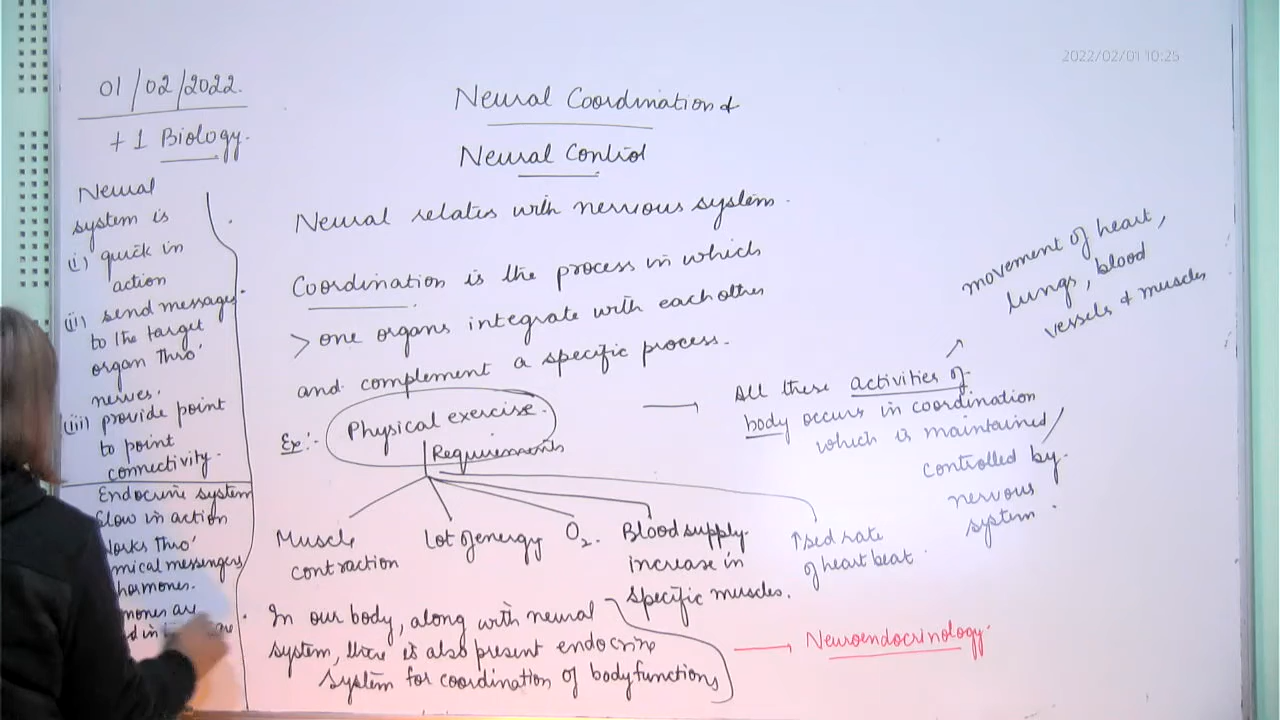 2022/02/01 10:25
01/02/2022.
+1 Biology.
Neural Coordination &
Neural Control
Neural
system is
(i) quick in
action
(ii) send messages
to the target
organ thro'
nerves.
(iii) provide point
to point
connectivity.
Endocrine system
slow in action
works thro'
mical messengers
hormones.
mones are
d in
Neural relates with nervous system.
Coordination is the process in which
> one organs integrate with each other
and complement a specific process.
Ex:- Physical exercise.
Requirements
Muscle
contraction
Lot of energy
O2.
Blood supply
increase in
specific muscles.
↑sed rate
of heart beat.
→ All these activities of
body occurs in coordination
which is maintained/
controlled by
nervous
system.
movement of heart,
lungs, blood
vessels & muscles
In our body, along with neural
system, there is also present endocrine
system for coordination of body functions
→ Neuroendocrinology.